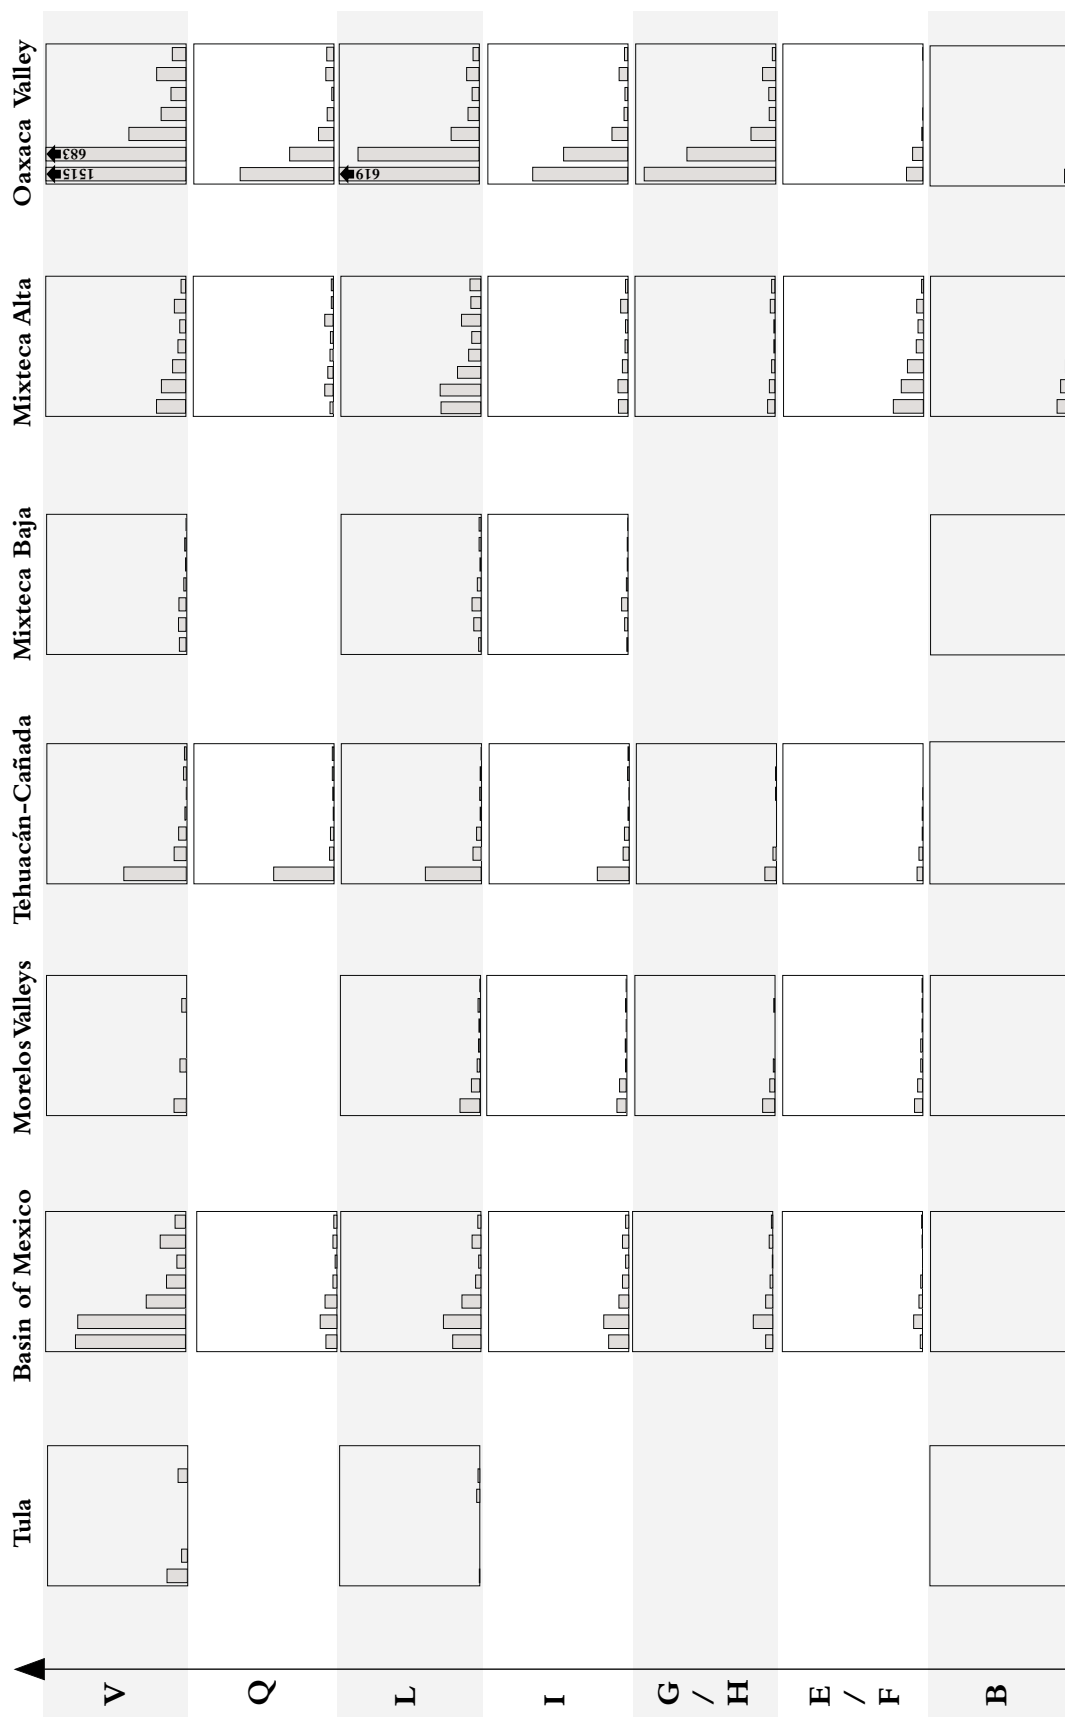 Tula
Basin of Mexico
Morelos Valleys
Tehuacán-Cañada
Mixteca Baja
Mixteca Alta
Oaxaca Valley
V
1515
683
Q
L
619
I
G
/
H
E
/
F
B